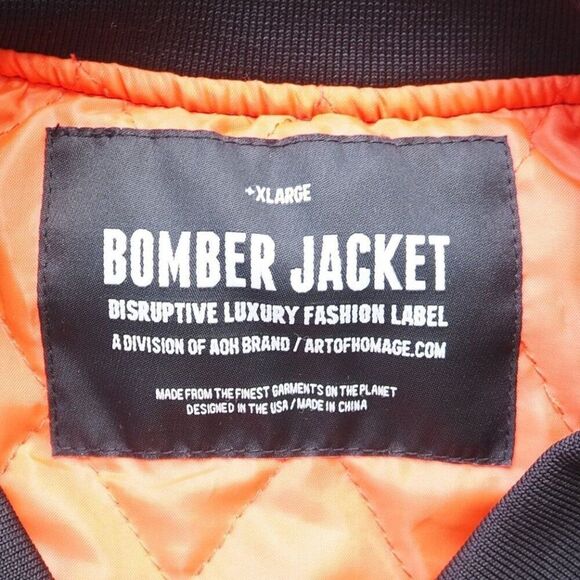 +XLARGE
BOMBER JACKET
DISRUPTIVE LUXURY FASHION LABEL
A DIVISION OF AOH BRAND / ARTOFHOMAGE.COM
MADE FROM THE FINEST GARMENTS ON THE PLANET
DESIGNED IN THE USA / MADE IN CHINA